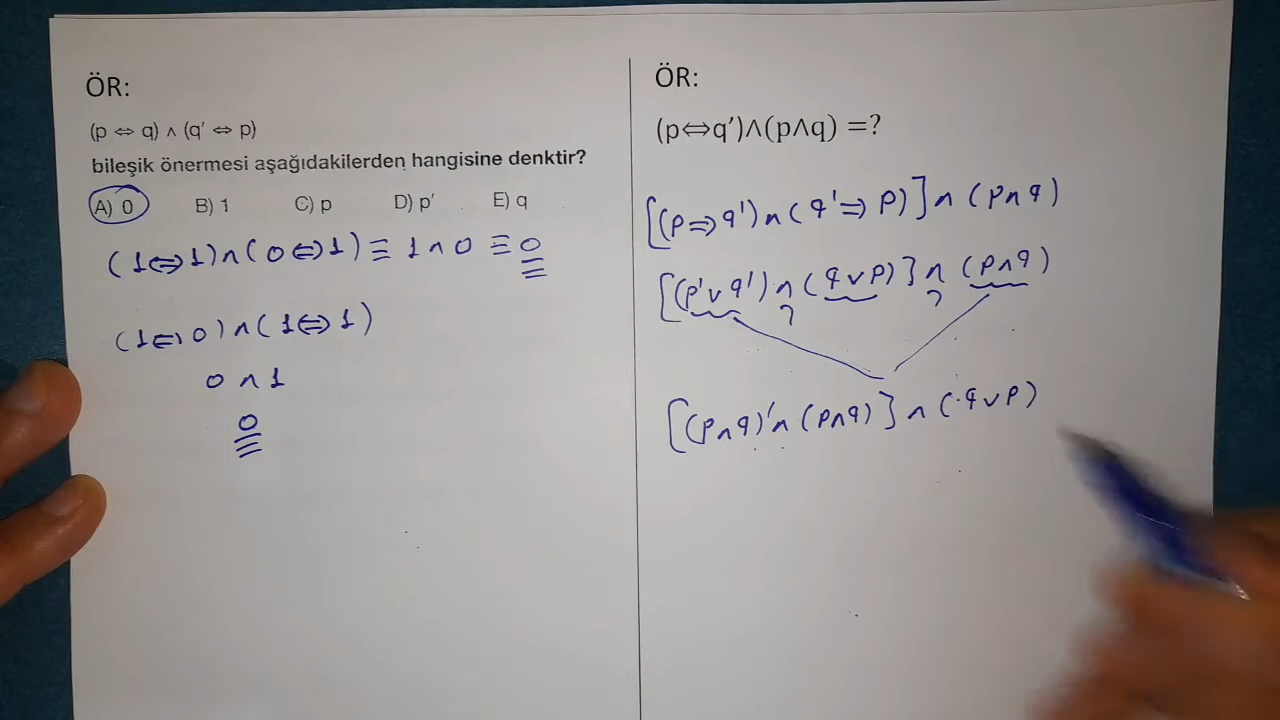 ÖR:
(p ⇔ q) ∧ (q′ ⇔ p)
bileşik önermesi aşağıdakilerden hangisine denktir?
A) 0 B) 1 C) p D) p′ E) q
(1⇔1)∧(0⇔1)≡ 1∧0 ≡0
(1⇔0)∧(1⇔1)
0∧1
0
ÖR:
(p⇔q′)∧(p∧q) =?
[(p⇒q′)∧(q′⇒p)]∧(p∧q)
[(p′∨q′)∧(q∨p)]∧(p∧q)
? ?
[(p∧q)′∧(p∧q)]∧(q∨p)